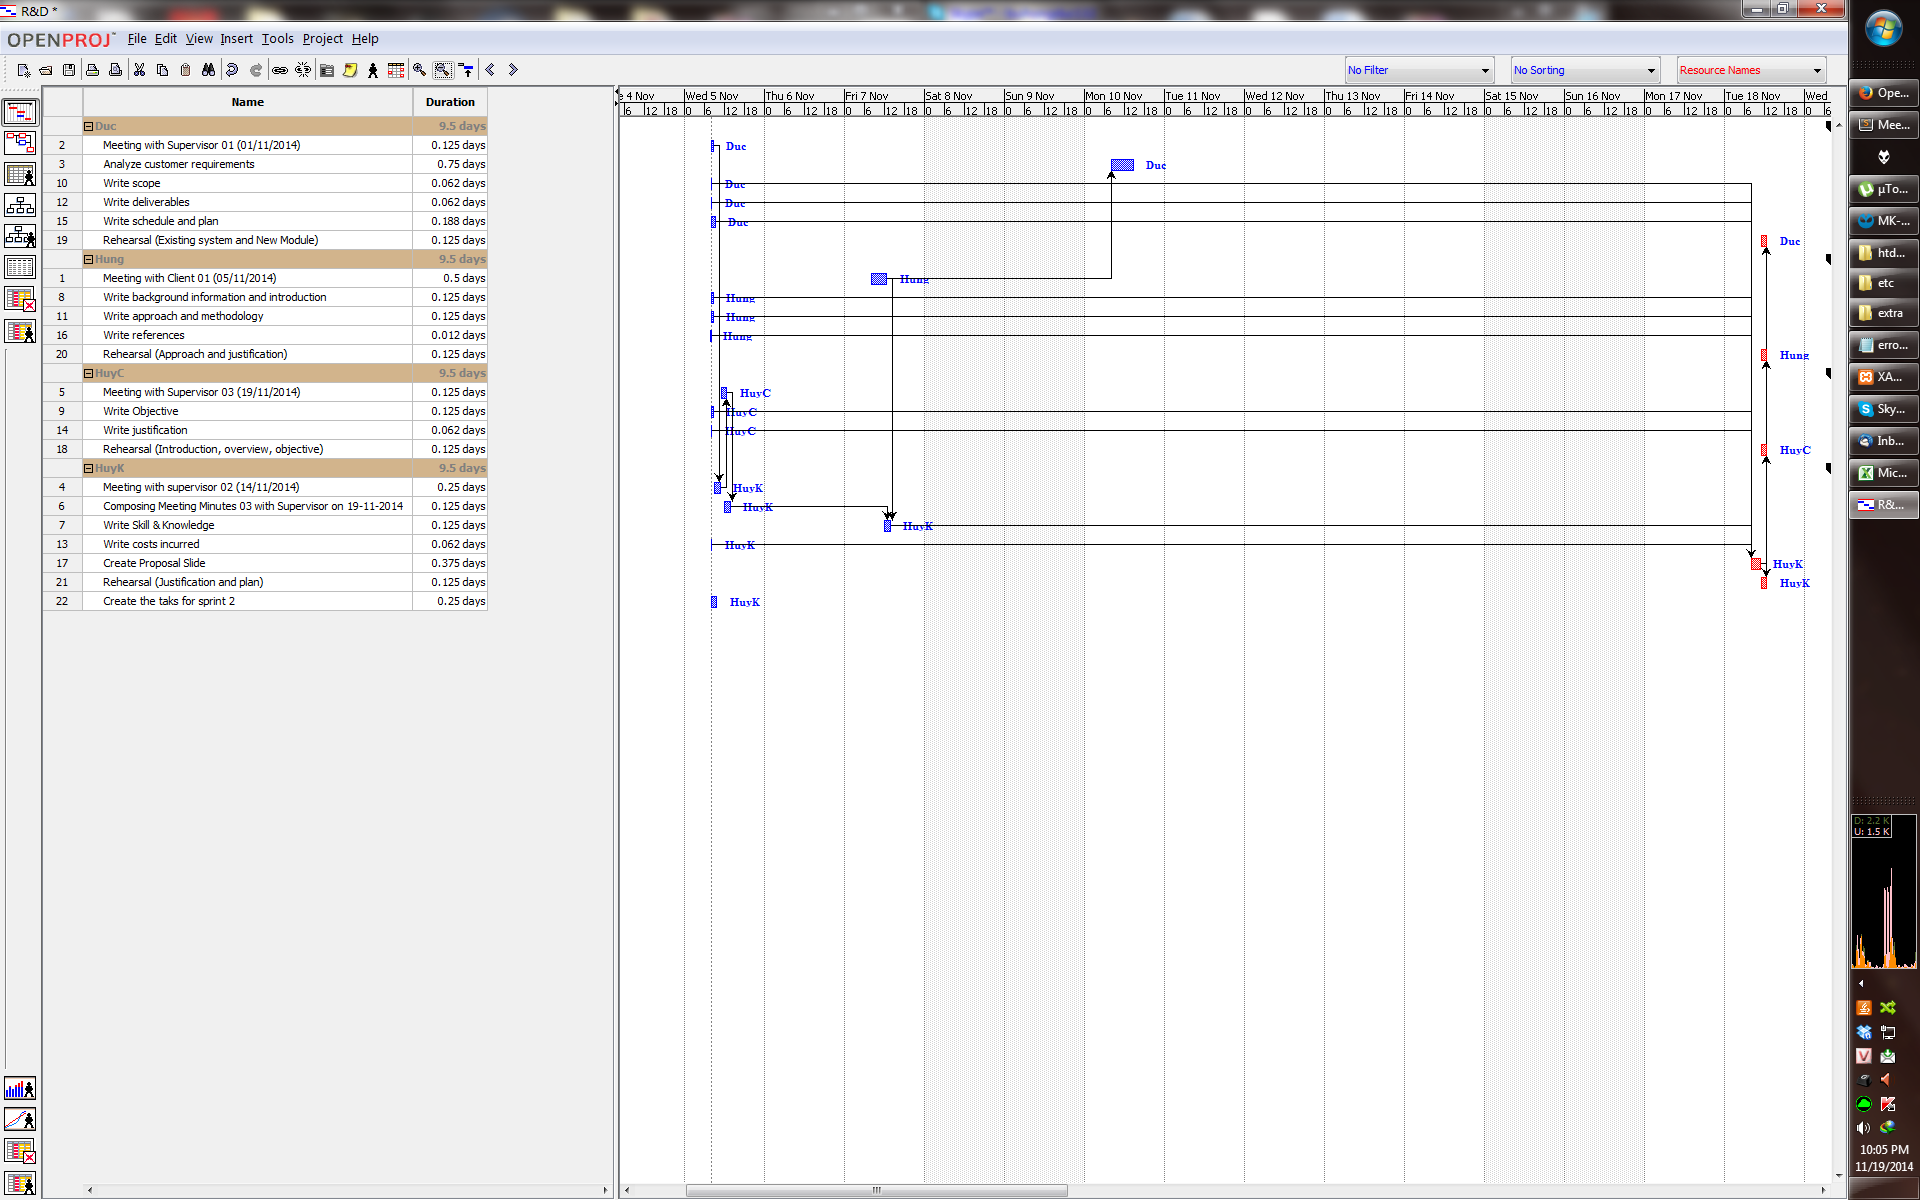 R&D *
OPENPROJ File Edit View Insert Tools Project Help
No Filter No Sorting Resource Names
Name Duration
Duc 9.5 days
2 Meeting with Supervisor 01 (01/11/2014) 0.125 days
3 Analyze customer requirements 0.75 days
10 Write scope 0.062 days
12 Write deliverables 0.062 days
15 Write schedule and plan 0.188 days
19 Rehearsal (Existing system and New Module) 0.125 days
Hung 9.5 days
1 Meeting with Client 01 (05/11/2014) 0.5 days
8 Write background information and introduction 0.125 days
11 Write approach and methodology 0.125 days
16 Write references 0.012 days
20 Rehearsal (Approach and justification) 0.125 days
HuyC 9.5 days
5 Meeting with Supervisor 03 (19/11/2014) 0.125 days
9 Write Objective 0.125 days
14 Write justification 0.062 days
18 Rehearsal (Introduction, overview, objective) 0.125 days
HuyK 9.5 days
4 Meeting with supervisor 02 (14/11/2014) 0.25 days
6 Composing Meeting Minutes 03 with Supervisor on 19-11-2014 0.125 days
7 Write Skill & Knowledge 0.125 days
13 Write costs incurred 0.062 days
17 Create Proposal Slide 0.375 days
21 Rehearsal (Justification and plan) 0.125 days
22 Create the taks for sprint 2 0.25 days
e 4 Nov Wed 5 Nov Thu 6 Nov Fri 7 Nov Sat 8 Nov Sun 9 Nov Mon 10 Nov Tue 11 Nov Wed 12 Nov Thu 13 Nov Fri 14 Nov Sat 15 Nov Sun 16 Nov Mon 17 Nov Tue 18 Nov Wed
6 12 18 0 6 12 18 0 6 12 18 0 6 12 18 0 6 12 18 0 6 12 18 0 6 12 18 0 6 12 18 0 6 12 18 0 6 12 18 0 6 12 18 0 6 12 18 0 6 12 18 0 6 12 18 0 6 12 18 0 6
Duc
Duc
Duc
Duc
Duc
Duc
Hung
Hung
Hung
Hung
Hung
HuyC
HuyC
HuyC
HuyC
HuyK
HuyK
HuyK
HuyK
HuyK
HuyK
HuyK
Ope...
Mee...
µTo...
MK-...
htd...
etc
extra
erro...
XA...
Sky...
Inb...
Mic...
R&...
D: 2.2 K
U: 1.5 K
10:05 PM
11/19/2014